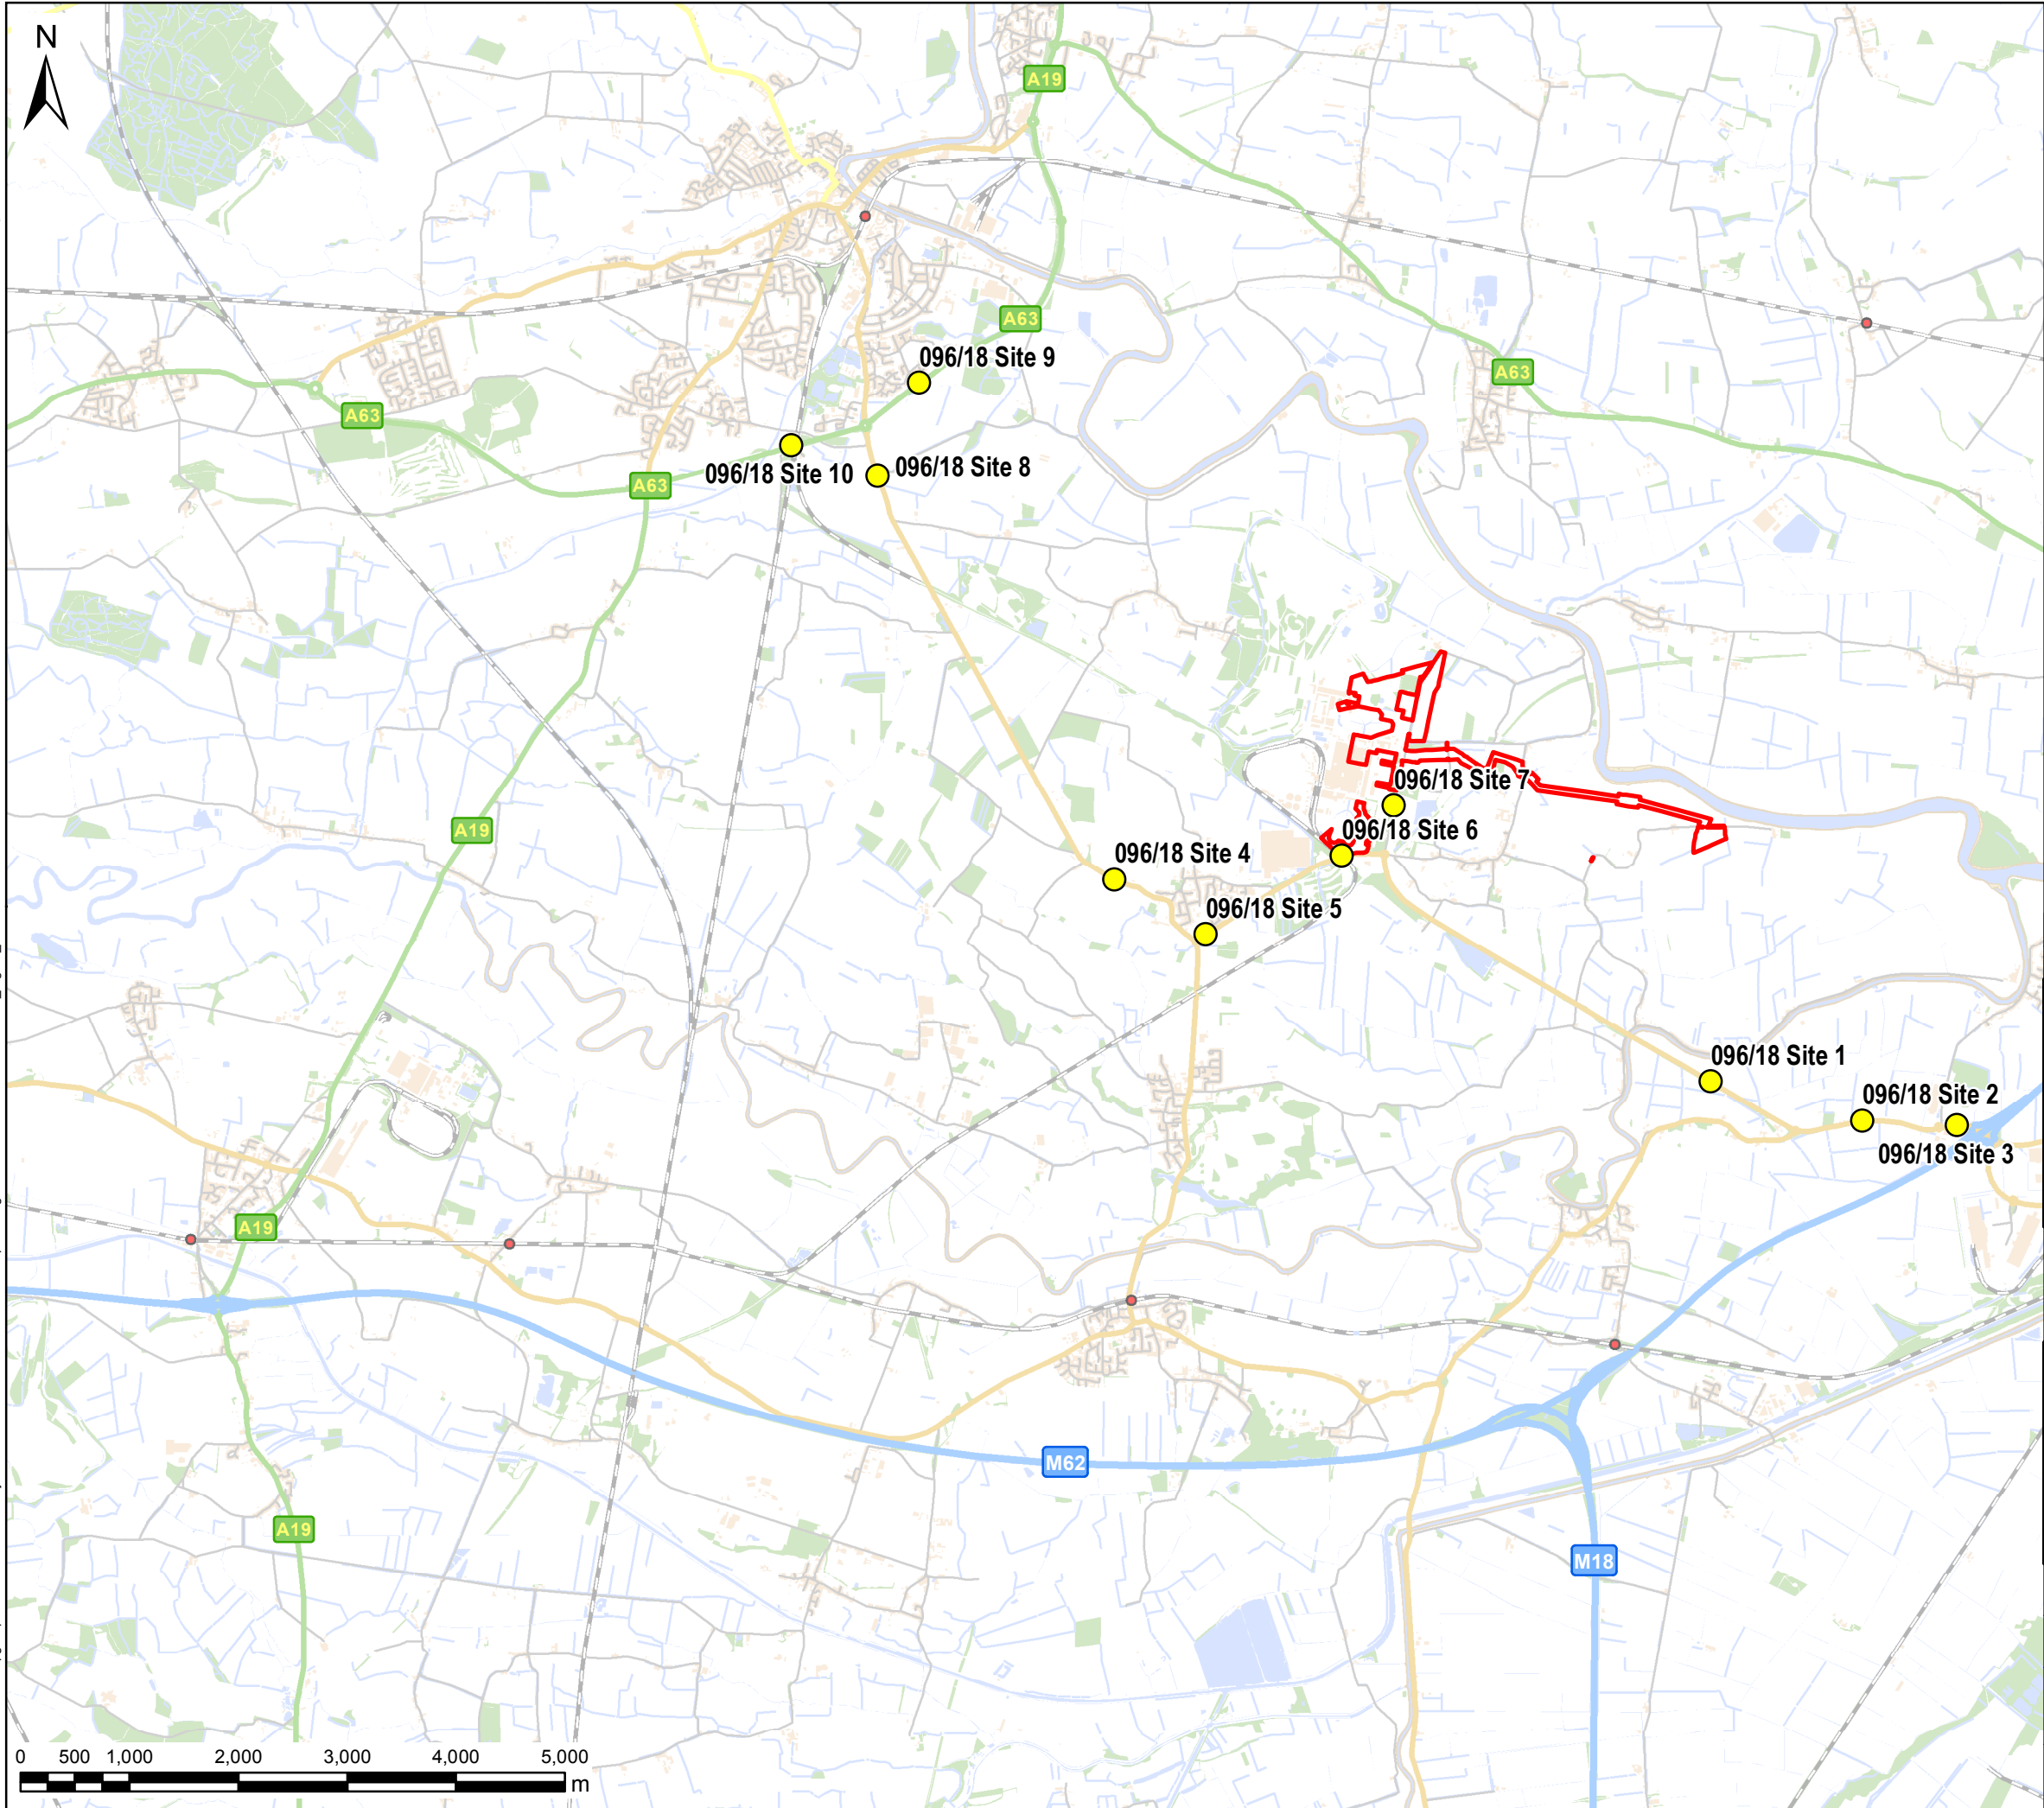 N
A19
A63
096/18 Site 9
A63
A63
096/18 Site 10
096/18 Site 8
A63
096/18 Site 7
096/18 Site 6
A19
096/18 Site 4
096/18 Site 5
096/18 Site 1
096/18 Site 2
096/18 Site 3
A19
M62
A19
M18
0 500 1,000 2,000 3,000 4,000 5,000
m